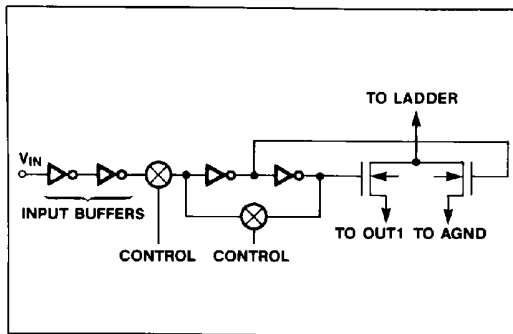 TO LADDER
VIN
INPUT BUFFERS
TO OUT1 TO AGND
CONTROL CONTROL